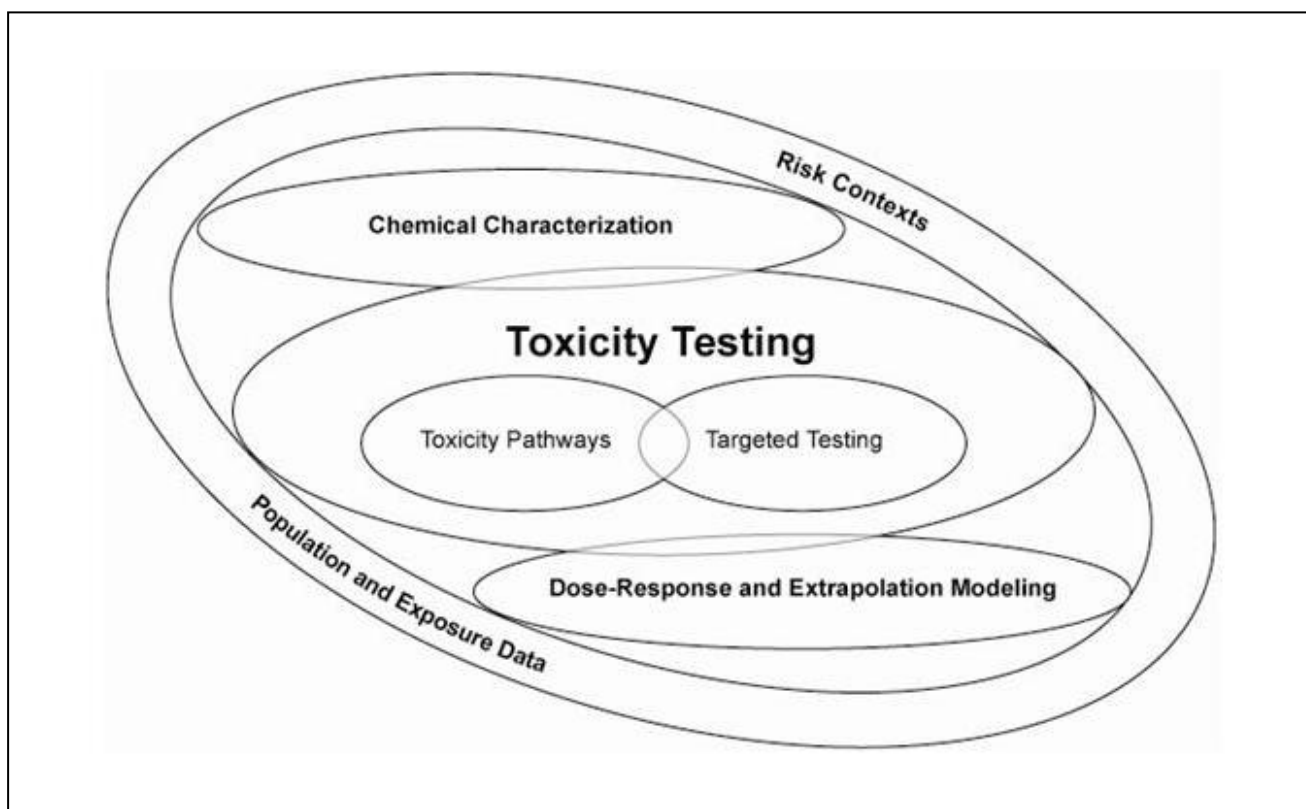 Risk Contexts
Chemical Characterization
Toxicity Testing
Toxicity Pathways
Targeted Testing
Population and Exposure Data
Dose-Response and Extrapolation Modeling